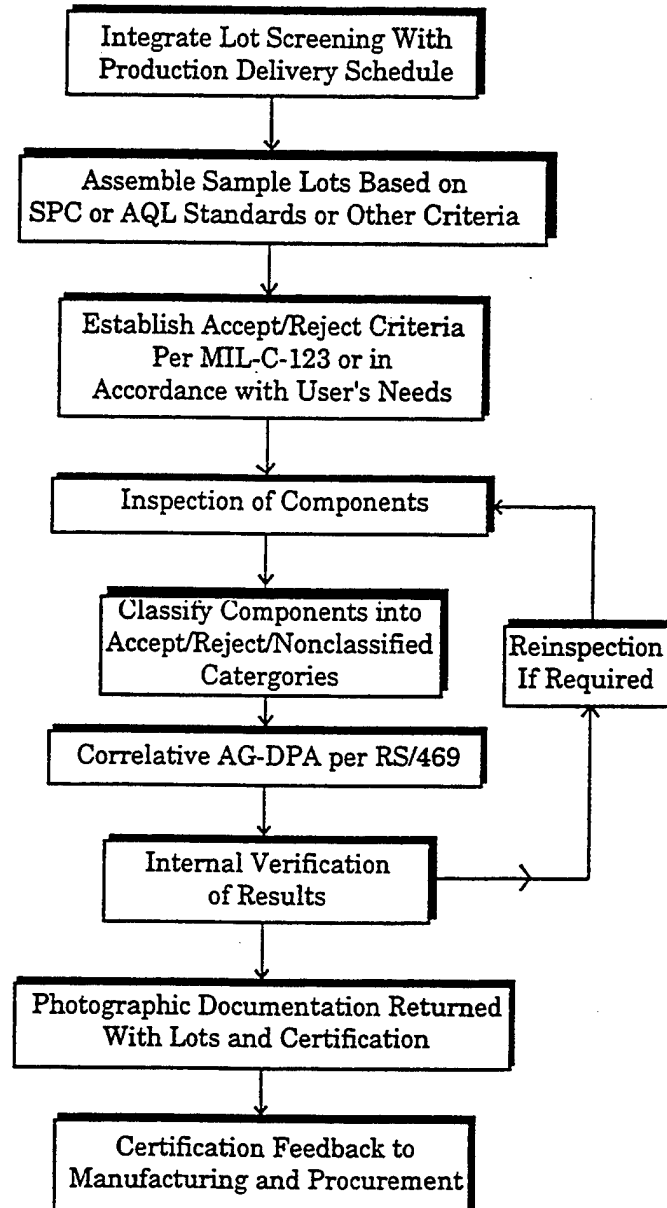 Integrate Lot Screening With
Production Delivery Schedule
Assemble Sample Lots Based on
SPC or AQL Standards or Other Criteria
Establish Accept/Reject Criteria
Per MIL-C-123 or in
Accordance with User's Needs
Inspection of Components
Classify Components into
Accept/Reject/Nonclassified
Catergories
Reinspection
If Required
Correlative AG-DPA per RS/469
Internal Verification
of Results
Photographic Documentation Returned
With Lots and Certification
Certification Feedback to
Manufacturing and Procurement